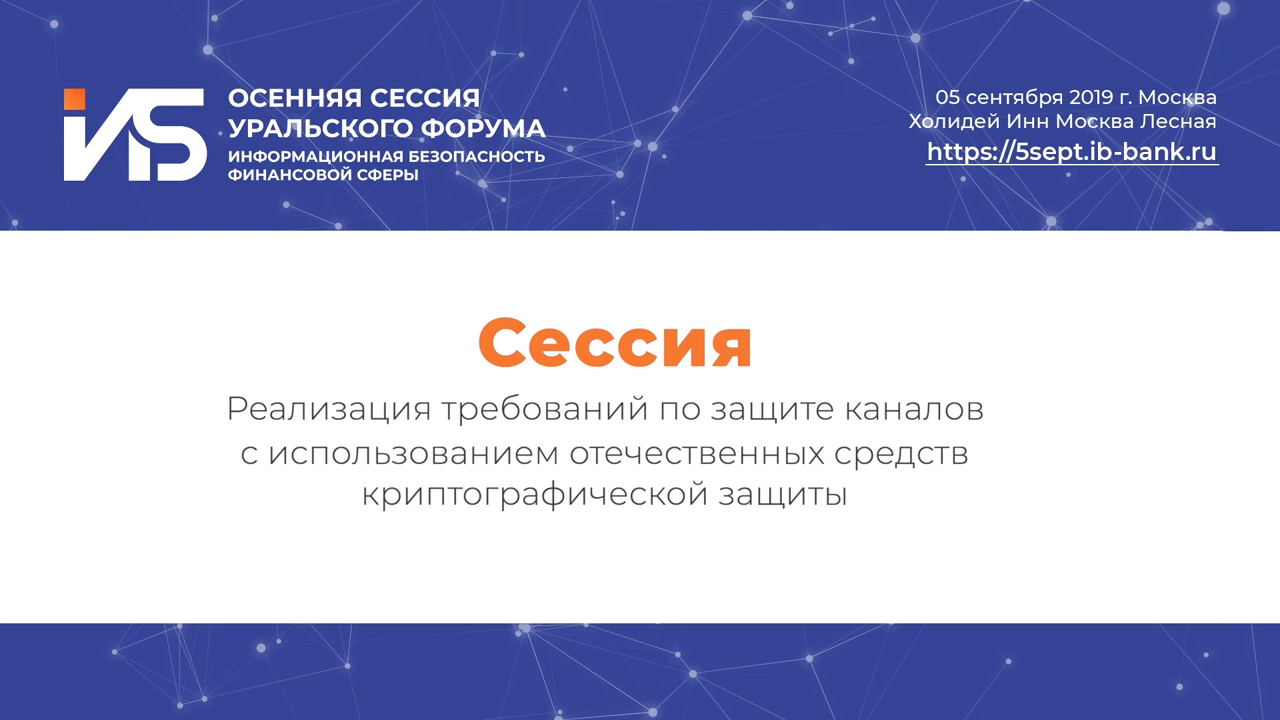 ИБ
ОСЕННЯЯ СЕССИЯ
УРАЛЬСКОГО ФОРУМА
ИНФОРМАЦИОННАЯ БЕЗОПАСНОСТЬ
ФИНАНСОВОЙ СФЕРЫ
05 сентября 2019 г. Москва
Холидей Инн Москва Лесная
https://5sept.ib-bank.ru
Сессия
Реализация требований по защите каналов
с использованием отечественных средств
криптографической защиты